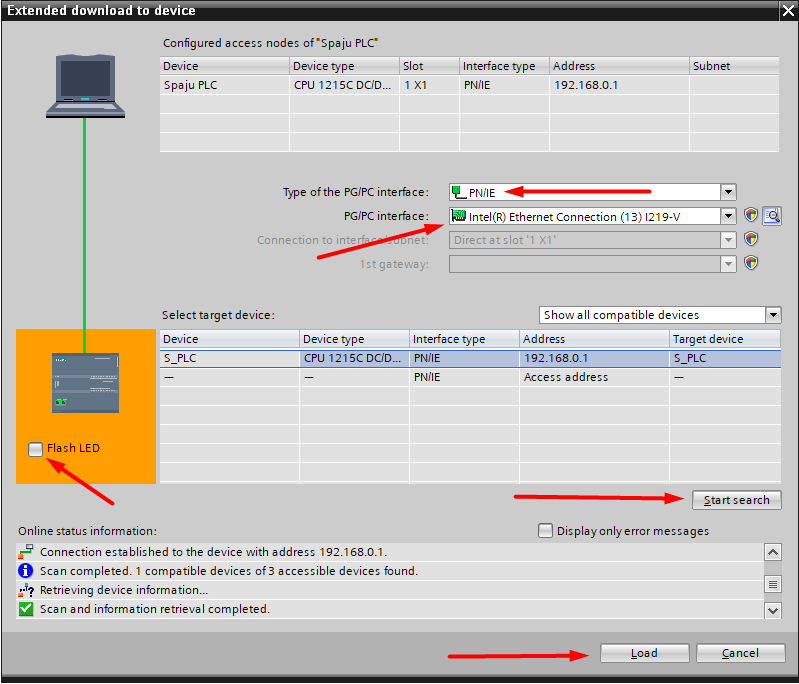 Extended download to device
Configured access nodes of "Spaju PLC"
Device Device type Slot Interface type Address Subnet
Spaju PLC CPU 1215C DC/D... 1 X1 PN/IE 192.168.0.1
Type of the PG/PC interface: PN/IE
PG/PC interface: Intel(R) Ethernet Connection (13) I219-V
Connection to interface/subnet: Direct at slot '1 X1'
1st gateway:
Select target device: Show all compatible devices
Device Device type Interface type Address Target device
S_PLC CPU 1215C DC/D... PN/IE 192.168.0.1 S_PLC
— — PN/IE Access address —
Flash LED
Start search
Online status information: Display only error messages
Connection established to the device with address 192.168.0.1.
Scan completed. 1 compatible devices of 3 accessible devices found.
Retrieving device information...
Scan and information retrieval completed.
Load Cancel